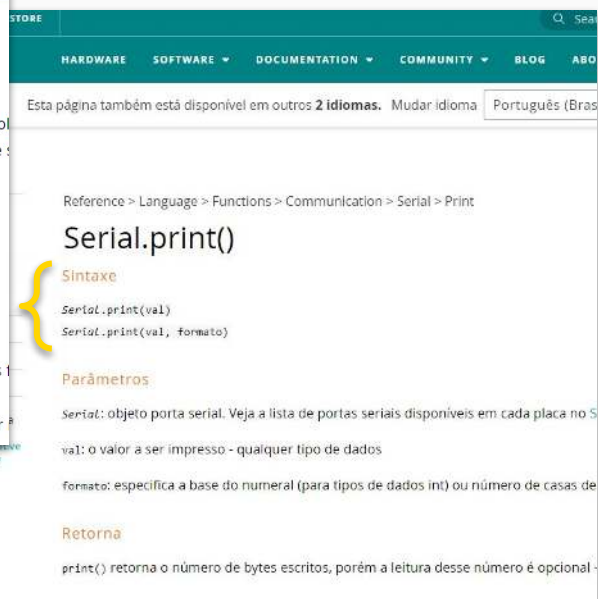 STORE
Sear
HARDWARE SOFTWARE DOCUMENTATION COMMUNITY BLOG ABO
Esta página também está disponível em outros 2 idiomas. Mudar idioma Português (Bras
Reference > Language > Functions > Communication > Serial > Print
Serial.print()
Sintaxe
Serial.print(val)
Serial.print(val, formato)
Parâmetros
Serial: objeto porta serial. Veja a lista de portas seriais disponíveis em cada placa no S
val: o valor a ser impresso - qualquer tipo de dados
formato: especifica a base do numeral (para tipos de dados int) ou número de casas de
Retorna
print() retorna o número de bytes escritos, porém a leitura desse número é opcional -